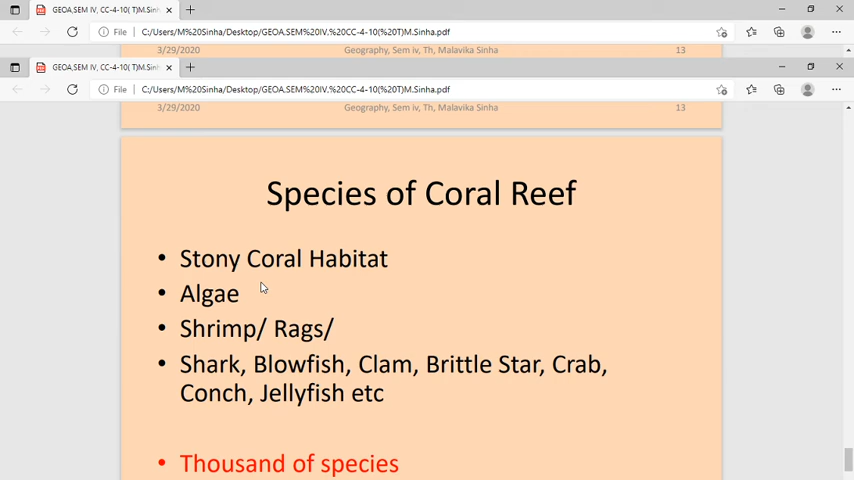 GEOA,SEM IV, CC-4-10( T)M.Sinh
File
C:/Users/M%20Sinha/Desktop/GEOA.SEM%20IV.%20CC-4-10(%20T)M.Sinha.pdf
3/29/2020 Geography, Sem iv, Th, Malavika Sinha 13
GEOA,SEM IV, CC-4-10( T)M.Sinh
File
C:/Users/M%20Sinha/Desktop/GEOA.SEM%20IV.%20CC-4-10(%20T)M.Sinha.pdf
3/29/2020 Geography, Sem iv, Th, Malavika Sinha 13
Species of Coral Reef
• Stony Coral Habitat
• Algae
• Shrimp/ Rags/
• Shark, Blowfish, Clam, Brittle Star, Crab,
Conch, Jellyfish etc
• Thousand of species